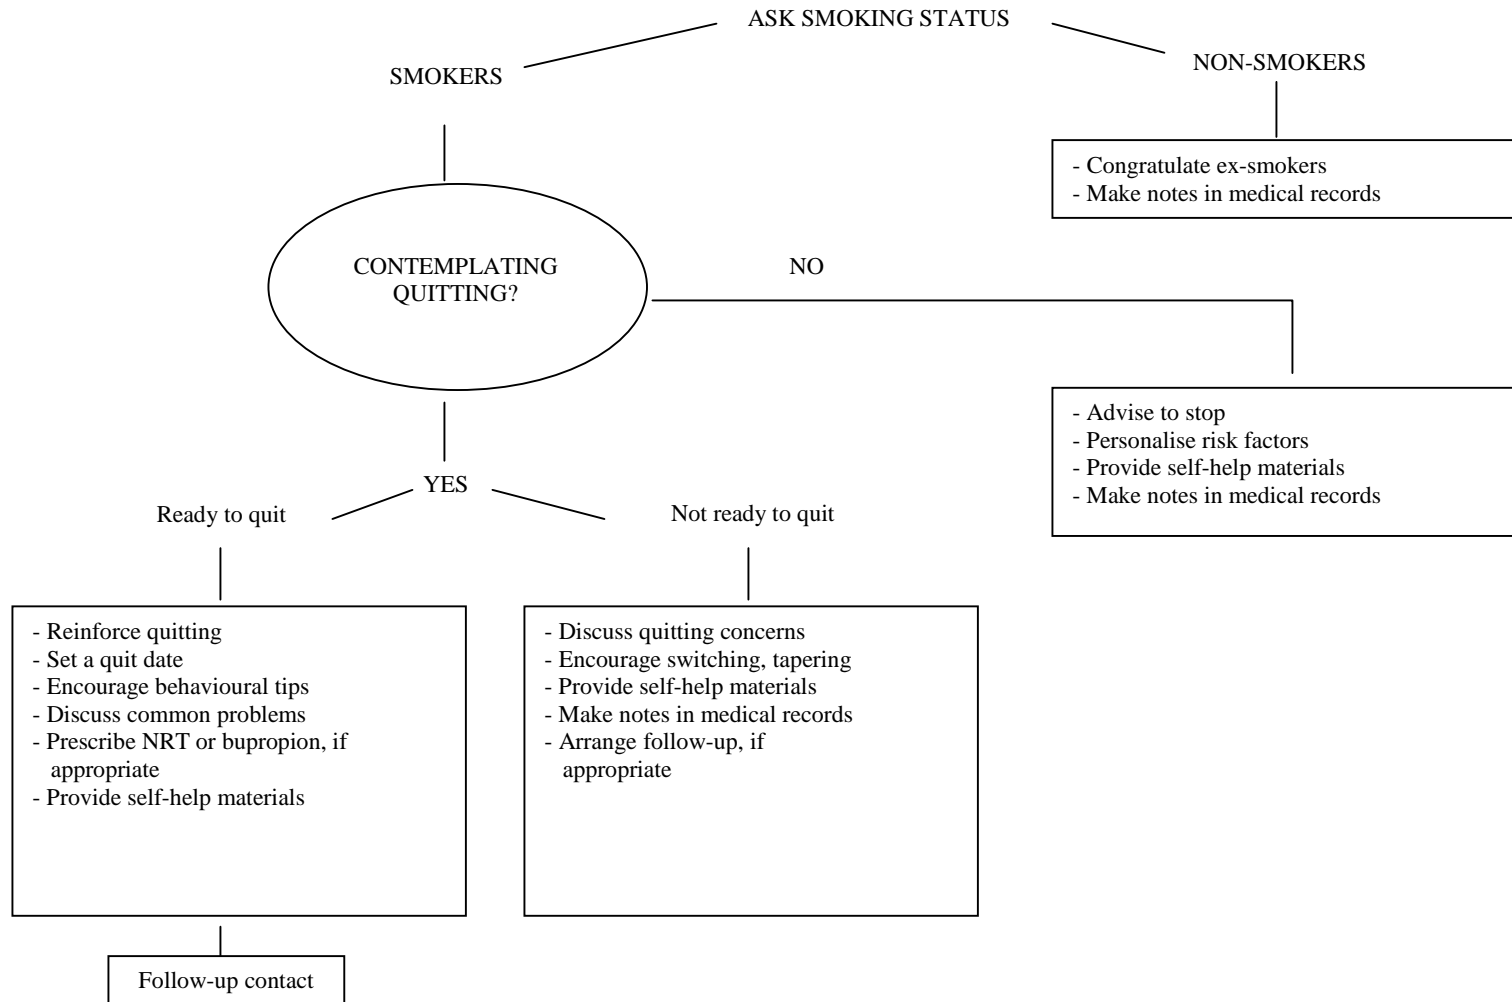 ASK SMOKING STATUS
SMOKERS
NON-SMOKERS
- Congratulate ex-smokers
- Make notes in medical records
CONTEMPLATING
QUITTING?
NO
- Advise to stop
- Personalise risk factors
- Provide self-help materials
- Make notes in medical records
YES
Ready to quit
Not ready to quit
- Reinforce quitting
- Set a quit date
- Encourage behavioural tips
- Discuss common problems
- Prescribe NRT or bupropion, if
appropriate
- Provide self-help materials
- Discuss quitting concerns
- Encourage switching, tapering
- Provide self-help materials
- Make notes in medical records
- Arrange follow-up, if
appropriate
Follow-up contact